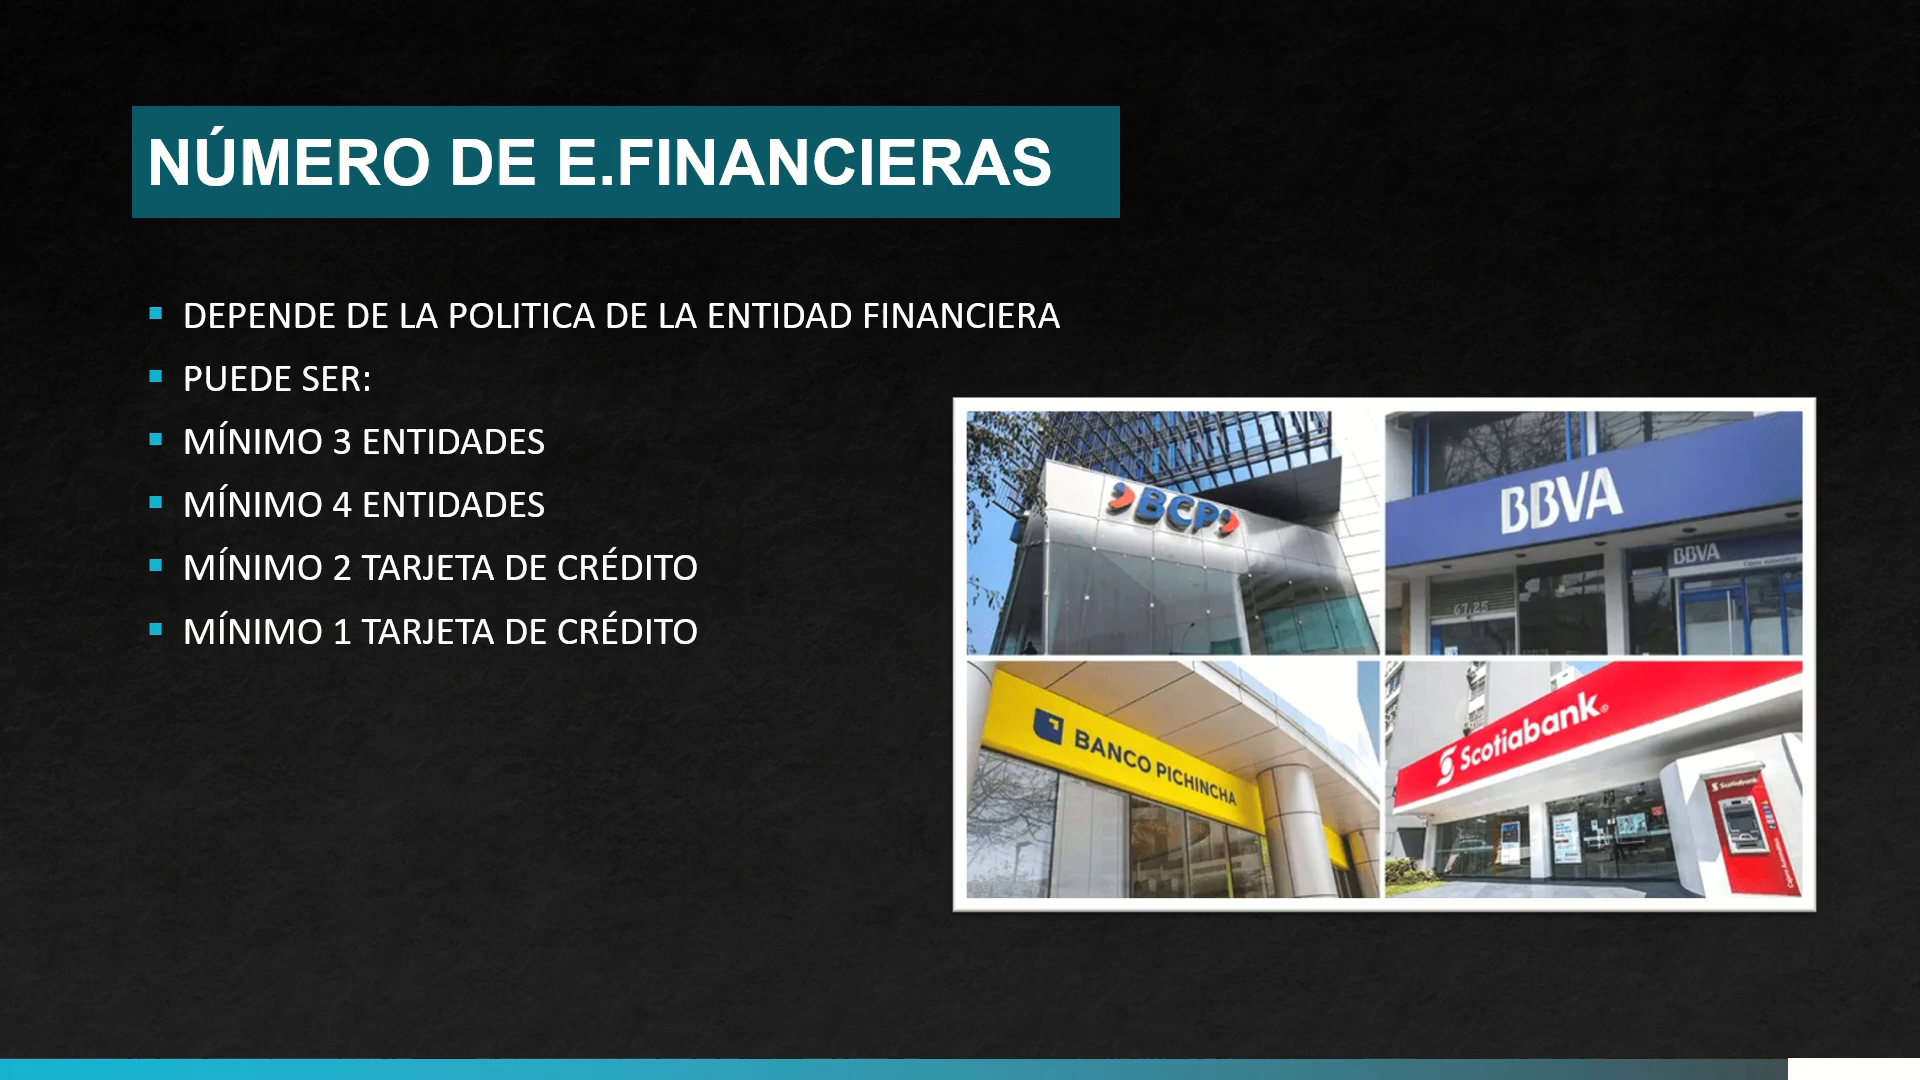 NÚMERO DE E.FINANCIERAS
DEPENDE DE LA POLITICA DE LA ENTIDAD FINANCIERA
PUEDE SER:
MÍNIMO 3 ENTIDADES
MÍNIMO 4 ENTIDADES
MÍNIMO 2 TARJETA DE CRÉDITO
MÍNIMO 1 TARJETA DE CRÉDITO
BCP
BBVA
BBVA
BANCO PICHINCHA
Scotiabank
Scotiabank